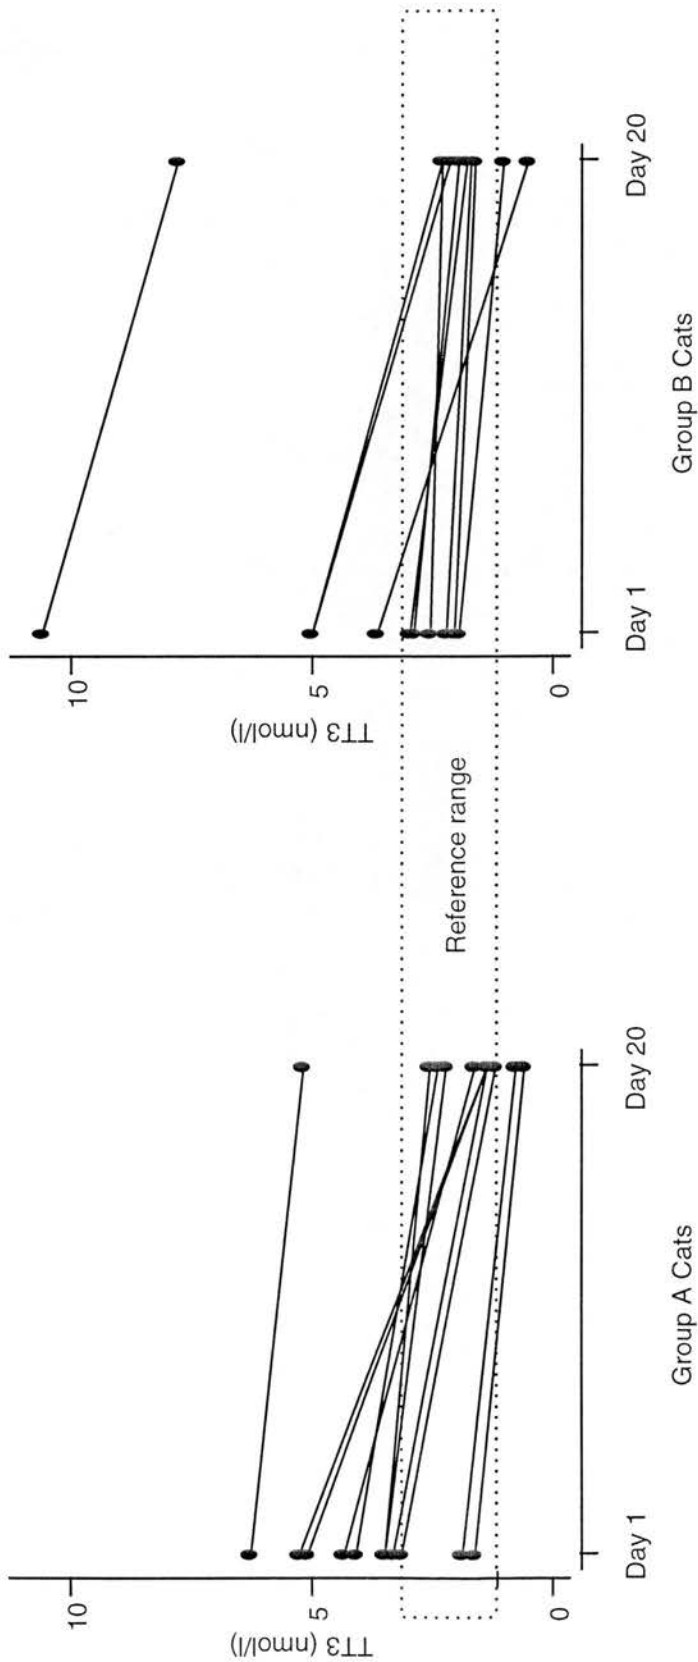 10
5
0
TT3 (nmol/l)
Day 1
Day 20
Group A Cats
Reference range
10
5
0
TT3 (nmol/l)
Day 1
Day 20
Group B Cats